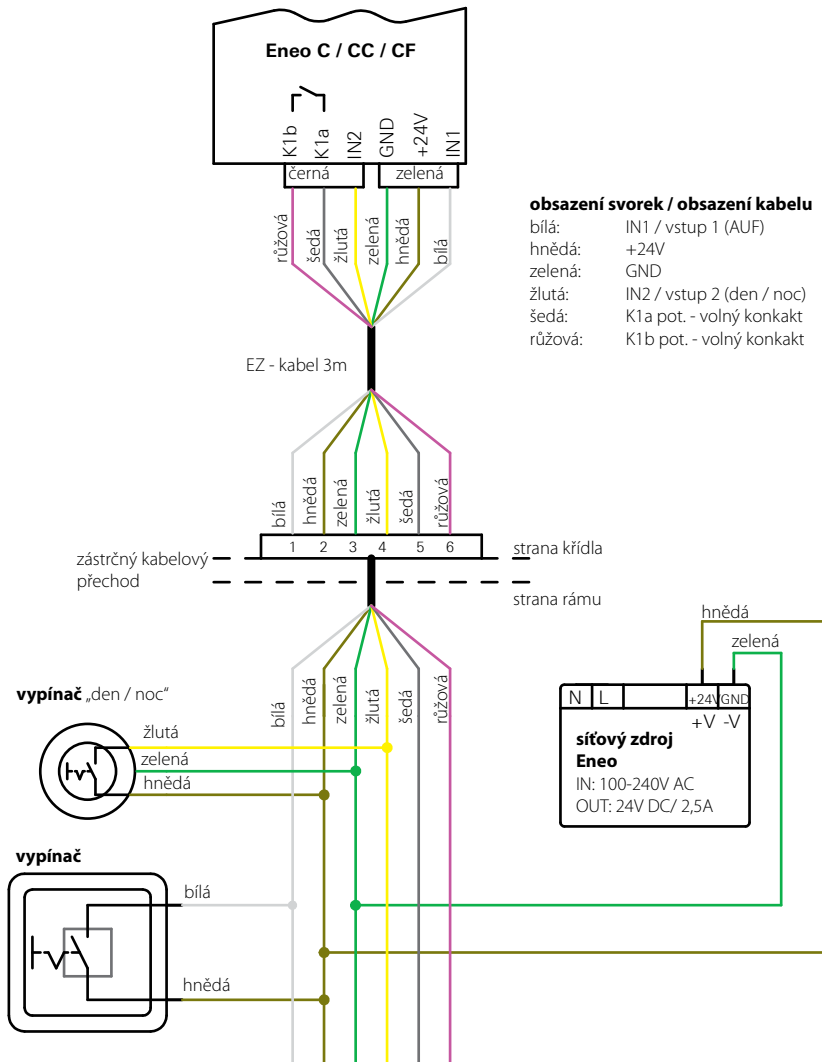 Eneo C / CC / CF
K1b
K1a
IN2
GND
+24V
IN1
černá
zelená
růžová
šedá
žlutá
zelená
hnědá
bílá
obsazení svorek / obsazení kabelu
bílá: IN1 / vstup 1 (AUF)
hnědá: +24V
zelená: GND
žlutá: IN2 / vstup 2 (den / noc)
šedá: K1a pot. - volný konkakt
růžová: K1b pot. - volný konkakt
EZ - kabel 3m
bílá
hnědá
zelená
žlutá
šedá
růžová
1 2 3 4 5 6
zástrčný kabelový
přechod
strana křídla
strana rámu
bílá
hnědá
zelená
žlutá
šedá
růžová
hnědá
zelená
N L +24V GND
+V -V
síťový zdroj
Eneo
IN: 100-240V AC
OUT: 24V DC/ 2,5A
vypínač „den / noc“
žlutá
zelená
hnědá
vypínač
bílá
hnědá